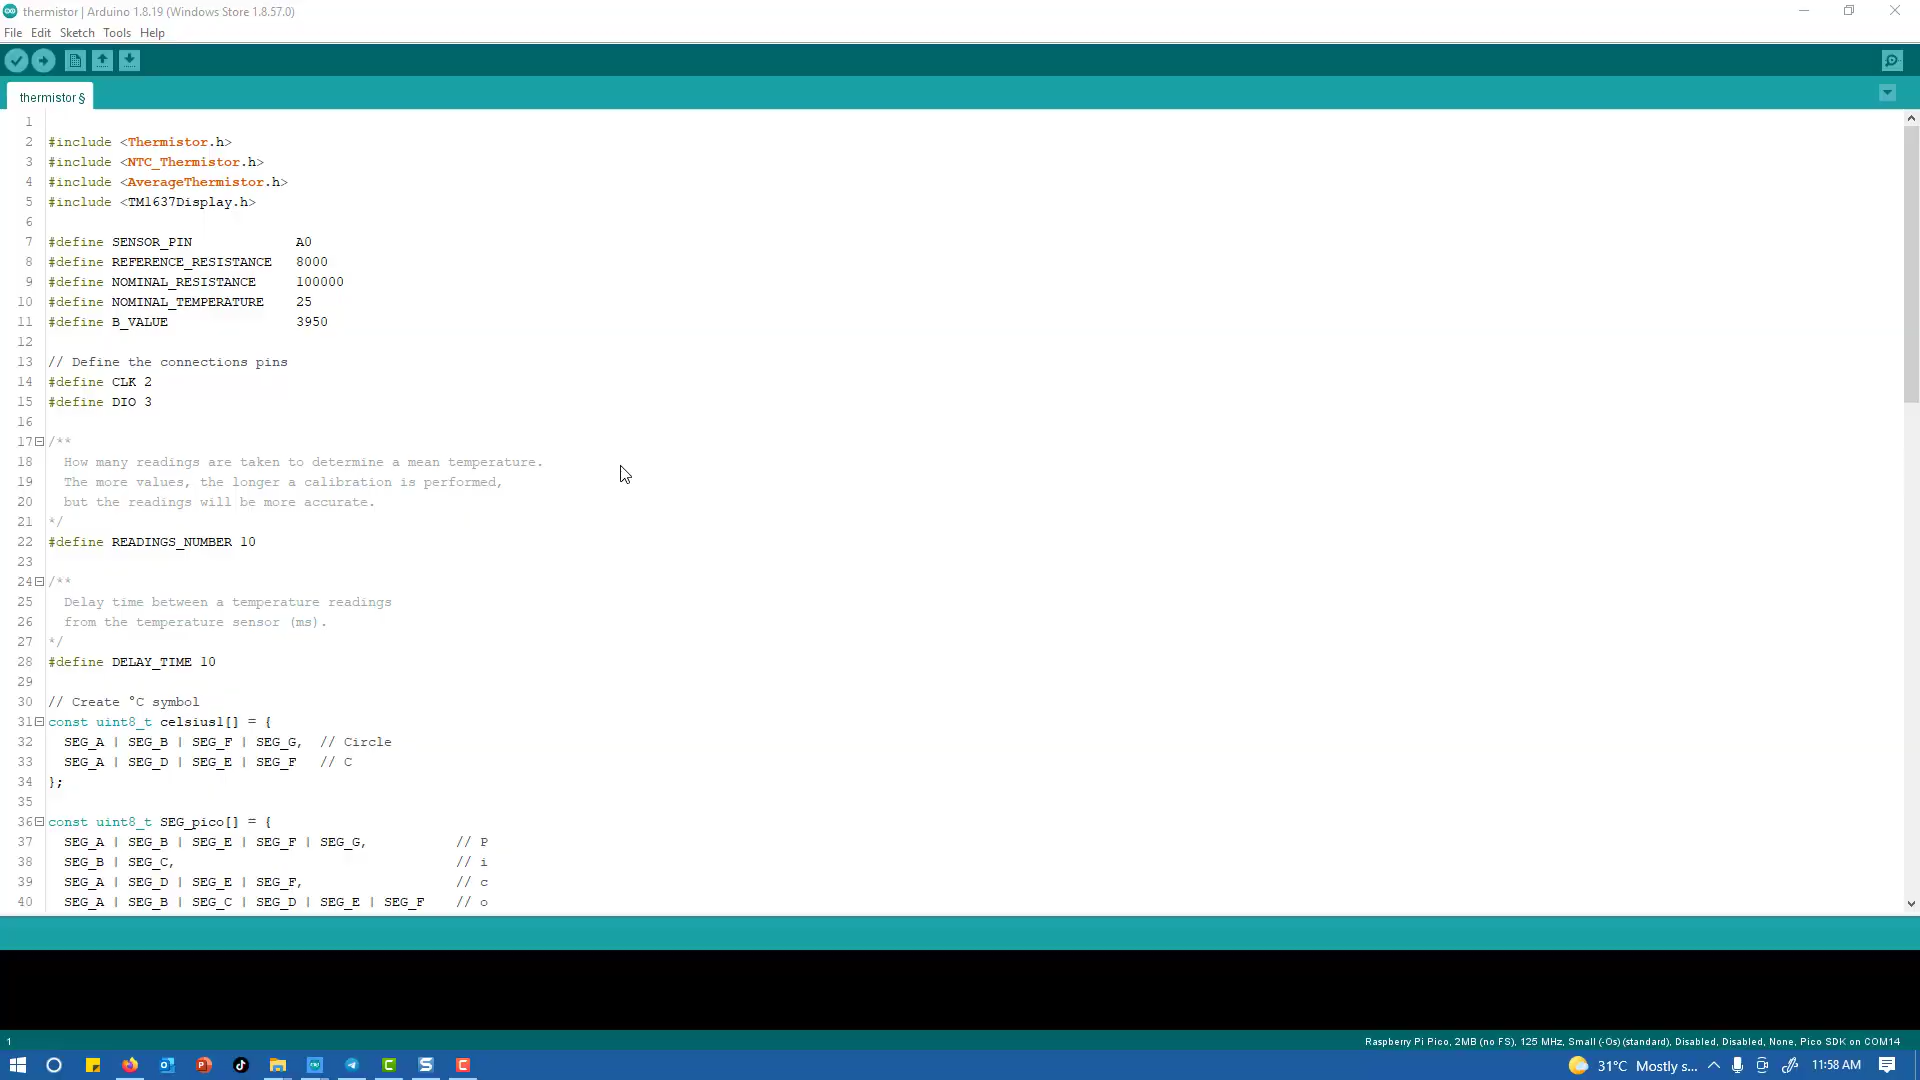 thermistor | Arduino 1.8.19 (Windows Store 1.8.57.0)
File Edit Sketch Tools Help
thermistor §
1
2 #include <Thermistor.h>
3 #include <NTC_Thermistor.h>
4 #include <AverageThermistor.h>
5 #include <TM1637Display.h>
6
7 #define SENSOR_PIN             A0
8 #define REFERENCE_RESISTANCE   8000
9 #define NOMINAL_RESISTANCE     100000
10 #define NOMINAL_TEMPERATURE    25
11 #define B_VALUE                3950
12
13 // Define the connections pins
14 #define CLK 2
15 #define DIO 3
16
17 /**
18   How many readings are taken to determine a mean temperature.
19   The more values, the longer a calibration is performed,
20   but the readings will be more accurate.
21 */
22 #define READINGS_NUMBER 10
23
24 /**
25   Delay time between a temperature readings
26   from the temperature sensor (ms).
27 */
28 #define DELAY_TIME 10
29
30 // Create °C symbol
31 const uint8_t celsius1[] = {
32   SEG_A | SEG_B | SEG_F | SEG_G,  // Circle
33   SEG_A | SEG_D | SEG_E | SEG_F   // C
34 };
35
36 const uint8_t SEG_pico[] = {
37   SEG_A | SEG_B | SEG_E | SEG_F | SEG_G,           // P
38   SEG_B | SEG_C,                                   // i
39   SEG_A | SEG_D | SEG_E | SEG_F,                   // c
40   SEG_A | SEG_B | SEG_C | SEG_D | SEG_E | SEG_F    // o
1 Raspberry Pi Pico, 2MB (no FS), 125 MHz, Small (-Os) (standard), Disabled, Disabled, None, Pico SDK on COM14
31°C Mostly s... 11:58 AM